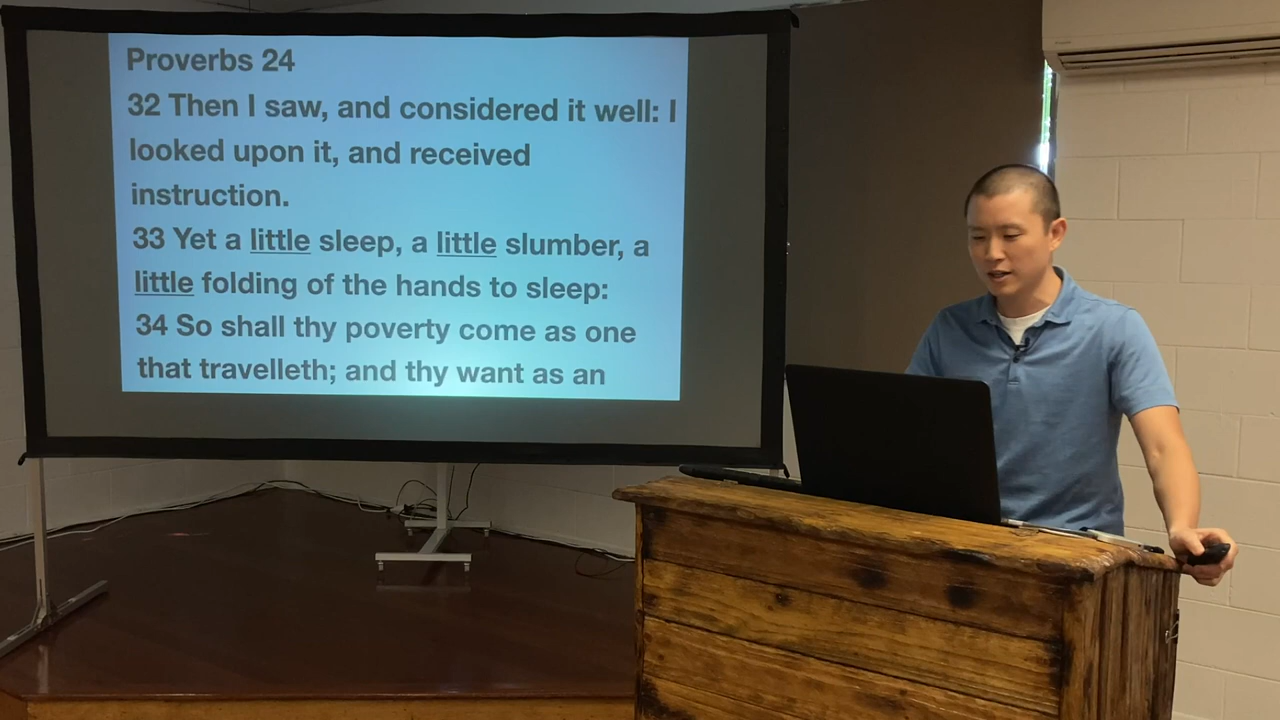 Proverbs 24
32 Then I saw, and considered it well: I
looked upon it, and received
instruction.
33 Yet a little sleep, a little slumber, a
little folding of the hands to sleep:
34 So shall thy poverty come as one
that travelleth; and thy want as an